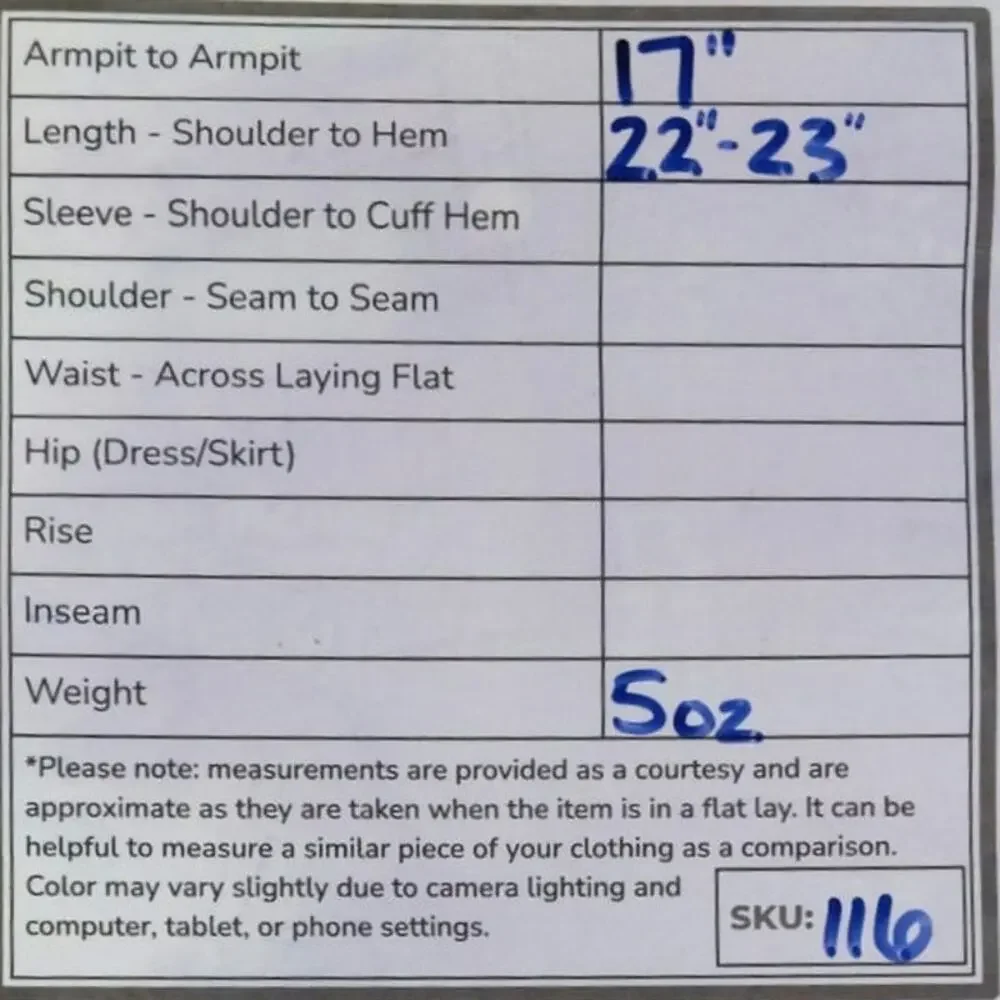 Armpit to Armpit 17"
Length - Shoulder to Hem 22"-23"
Sleeve - Shoulder to Cuff Hem
Shoulder - Seam to Seam
Waist - Across Laying Flat
Hip (Dress/Skirt)
Rise
Inseam
Weight 5oz.
*Please note: measurements are provided as a courtesy and are
approximate as they are taken when the item is in a flat lay. It can be
helpful to measure a similar piece of your clothing as a comparison.
Color may vary slightly due to camera lighting and
computer, tablet, or phone settings.
SKU: 116